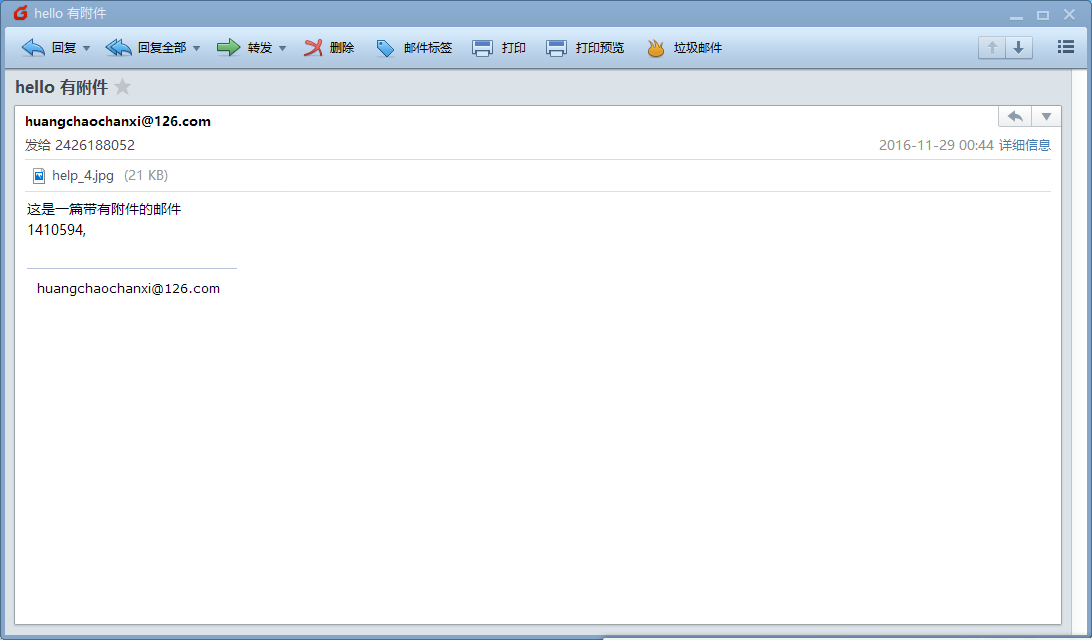 hello 有附件
回复 回复全部 转发 删除 邮件标签 打印 打印预览 垃圾邮件
hello 有附件
huangchaochanxi@126.com
发给 2426188052 2016-11-29 00:44 详细信息
help_4.jpg (21 KB)
这是一篇带有附件的邮件
1410594,
huangchaochanxi@126.com